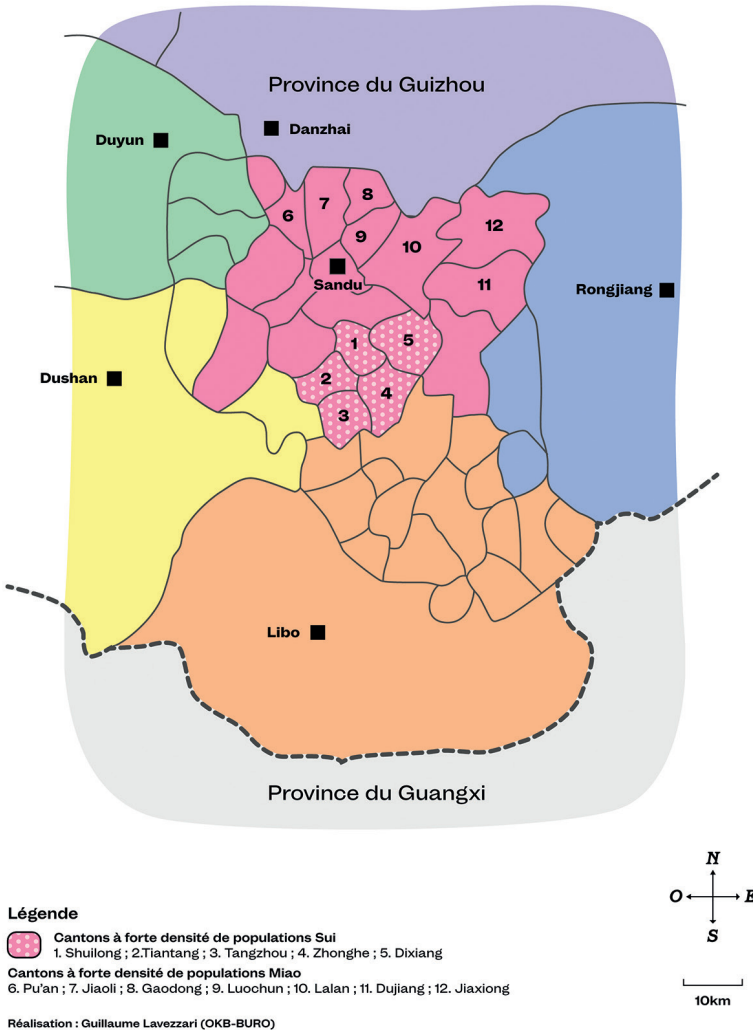 Province du Guizhou
Duyun
Danzhai
8
6
7
12
9
10
Sandu
11
Rongjiang
1
5
Dushan
2
4
3
Libo
Province du Guangxi
N
O
E
S
10km
Légende
Cantons à forte densité de populations Sui
1. Shuilong ; 2.Tiantang ; 3. Tangzhou ; 4. Zhonghe ; 5. Dixiang
Cantons à forte densité de populations Miao
6. Pu’an ; 7. Jiaoli ; 8. Gaodong ; 9. Luochun ; 10. Lalan ; 11. Dujiang ; 12. Jiaxiong
Réalisation : Guillaume Lavezzari (OKB-BURO)